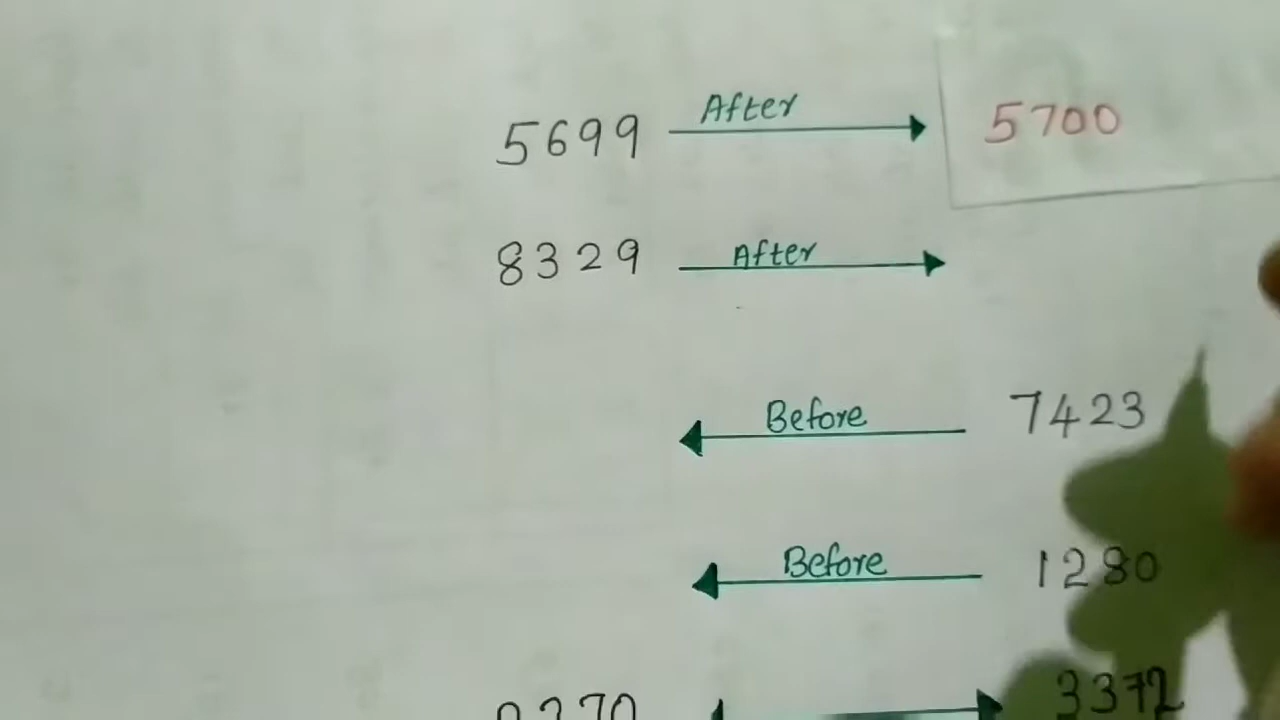 5699 After 5700
8329 After
Before 7423
Before 1280
3372